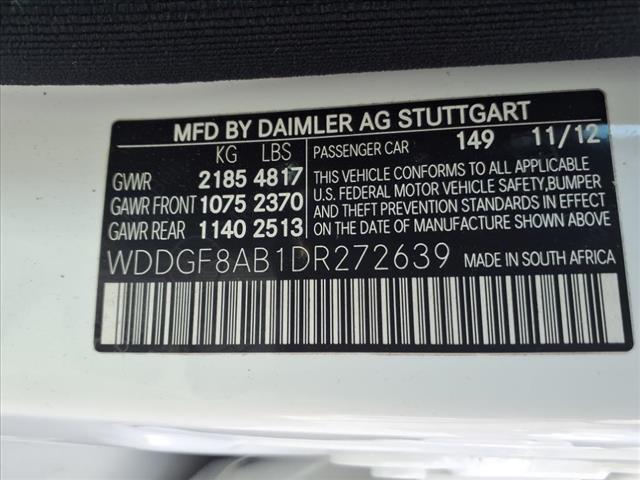 MFD BY DAIMLER AG STUTTGART
KG LBS PASSENGER CAR 149 11/12
GVWR 2185 4817
GAWR FRONT 1075 2370
GAWR REAR 1140 2513
THIS VEHICLE CONFORMS TO ALL APPLICABLE
U.S. FEDERAL MOTOR VEHICLE SAFETY,BUMPER
AND THEFT PREVENTION STANDARDS IN EFFECT
ON THE DATE OF MANUFACTURE SHOWN ABOVE.
WDDGF8AB1DR272639 MADE IN SOUTH AFRICA